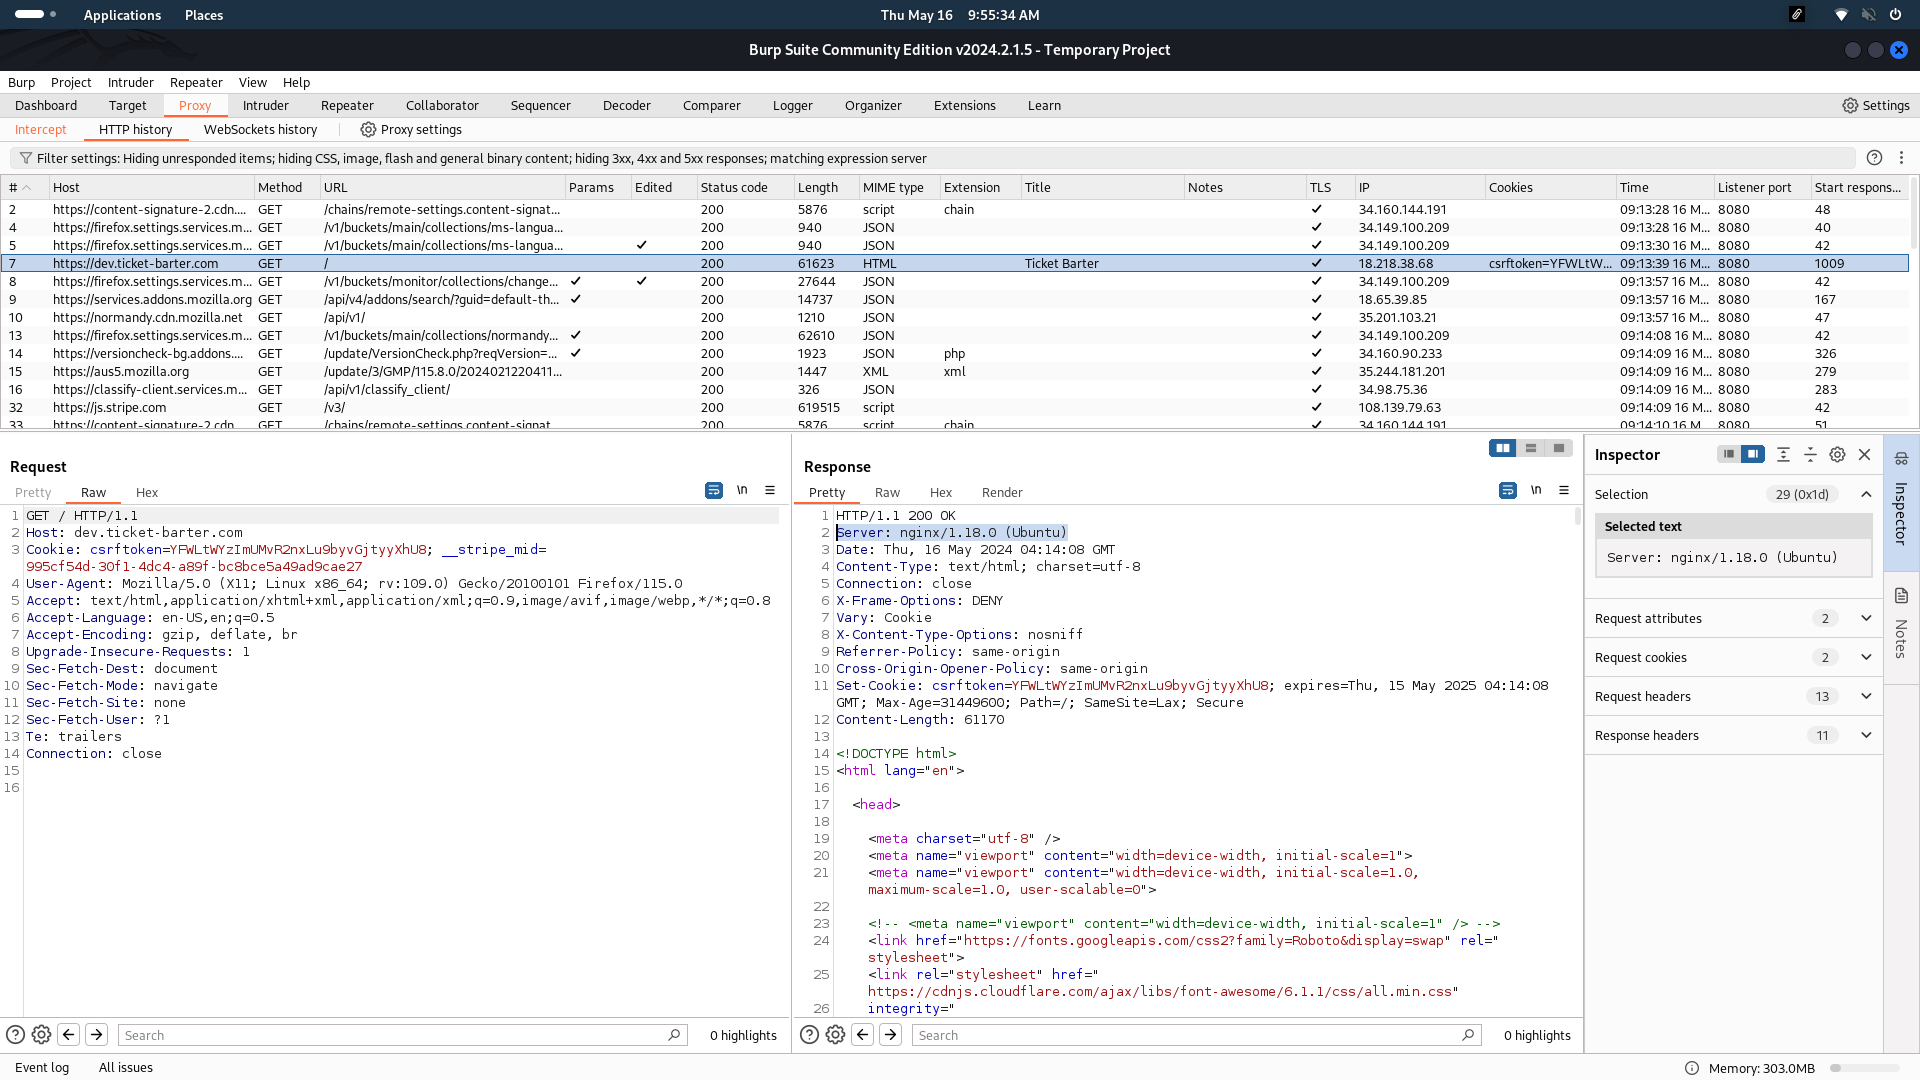 Applications Places Thu May 16 9:55:34 AM
Burp Suite Community Edition v2024.2.1.5 - Temporary Project
Burp Project Intruder Repeater View Help
Dashboard Target Proxy Intruder Repeater Collaborator Sequencer Decoder Comparer Logger Organizer Extensions Learn Settings
Intercept HTTP history WebSockets history Proxy settings
Filter settings: Hiding unresponded items; hiding CSS, image, flash and general binary content; hiding 3xx, 4xx and 5xx responses; matching expression server
# Host Method URL Params Edited Status code Length MIME type Extension Title Notes TLS IP Cookies Time Listener port Start respons...
2 https://content-signature-2.cdn.... GET /chains/remote-settings.content-signat... 200 5876 script chain ✓ 34.160.144.191 09:13:28 16 M... 8080 48
4 https://firefox.settings.services.m... GET /v1/buckets/main/collections/ms-langua... 200 940 JSON ✓ 34.149.100.209 09:13:28 16 M... 8080 40
5 https://firefox.settings.services.m... GET /v1/buckets/main/collections/ms-langua... ✓ 200 940 JSON ✓ 34.149.100.209 09:13:30 16 M... 8080 42
7 https://dev.ticket-barter.com GET / 200 61623 HTML Ticket Barter ✓ 18.218.38.68 csrftoken=YFWLtW... 09:13:39 16 M... 8080 1009
8 https://firefox.settings.services.m... GET /v1/buckets/monitor/collections/change... ✓ ✓ 200 27644 JSON ✓ 34.149.100.209 09:13:57 16 M... 8080 42
9 https://services.addons.mozilla.org GET /api/v4/addons/search/?guid=default-th... ✓ 200 14737 JSON ✓ 18.65.39.85 09:13:57 16 M... 8080 167
10 https://normandy.cdn.mozilla.net GET /api/v1/ 200 1210 JSON ✓ 35.201.103.21 09:13:57 16 M... 8080 47
13 https://firefox.settings.services.m... GET /v1/buckets/main/collections/normandy... ✓ 200 62610 JSON ✓ 34.149.100.209 09:14:08 16 M... 8080 42
14 https://versioncheck-bg.addons.... GET /update/VersionCheck.php?reqVersion=... ✓ 200 1923 JSON php ✓ 34.160.90.233 09:14:09 16 M... 8080 326
15 https://aus5.mozilla.org GET /update/3/GMP/115.8.0/20240212204​11... 200 1447 XML xml ✓ 35.244.181.201 09:14:09 16 M... 8080 279
16 https://classify-client.services.m... GET /api/v1/classify_client/ 200 326 JSON ✓ 34.98.75.36 09:14:09 16 M... 8080 283
32 https://js.stripe.com GET /v3/ 200 619515 script ✓ 108.139.79.63 09:14:09 16 M... 8080 42
33 https://content-signature-2.cdn.... GET /chains/remote-settings.content-signat... 200 5876 script chain ✓ 34.160.144.191 09:14:10 16 M... 8080 51
Request
Pretty Raw Hex \n
1 GET / HTTP/1.1
2 Host: dev.ticket-barter.com
3 Cookie: csrftoken=YFWLtWYzImUMvR2nxLu9byvGjtyyXhU8; __stripe_mid=
995cf54d-30f1-4dc4-a89f-bc8bce5a49ad9cae27
4 User-Agent: Mozilla/5.0 (X11; Linux x86_64; rv:109.0) Gecko/20100101 Firefox/115.0
5 Accept: text/html,application/xhtml+xml,application/xml;q=0.9,image/avif,image/webp,*/*;q=0.8
6 Accept-Language: en-US,en;q=0.5
7 Accept-Encoding: gzip, deflate, br
8 Upgrade-Insecure-Requests: 1
9 Sec-Fetch-Dest: document
10 Sec-Fetch-Mode: navigate
11 Sec-Fetch-Site: none
12 Sec-Fetch-User: ?1
13 Te: trailers
14 Connection: close
15
16
Search 0 highlights
Response
Pretty Raw Hex Render \n
1 HTTP/1.1 200 OK
2 Server: nginx/1.18.0 (Ubuntu)
3 Date: Thu, 16 May 2024 04:14:08 GMT
4 Content-Type: text/html; charset=utf-8
5 Connection: close
6 X-Frame-Options: DENY
7 Vary: Cookie
8 X-Content-Type-Options: nosniff
9 Referrer-Policy: same-origin
10 Cross-Origin-Opener-Policy: same-origin
11 Set-Cookie: csrftoken=YFWLtWYzImUMvR2nxLu9byvGjtyyXhU8; expires=Thu, 15 May 2025 04:14:08
GMT; Max-Age=31449600; Path=/; SameSite=Lax; Secure
12 Content-Length: 61170
13
14 <!DOCTYPE html>
15 <html lang="en">
16
17 <head>
18
19 <meta charset="utf-8" />
20 <meta name="viewport" content="width=device-width, initial-scale=1">
21 <meta name="viewport" content="width=device-width, initial-scale=1.0,
maximum-scale=1.0, user-scalable=0">
22
23 <!-- <meta name="viewport" content="width=device-width, initial-scale=1" /> -->
24 <link href="https://fonts.googleapis.com/css2?family=Roboto&display=swap" rel="
stylesheet">
25 <link rel="stylesheet" href="
https://cdnjs.cloudflare.com/ajax/libs/font-awesome/6.1.1/css/all.min.css"
26 integrity="
Search 0 highlights
Inspector
Selection 29 (0x1d)
Selected text
Server: nginx/1.18.0 (Ubuntu)
Request attributes 2
Request cookies 2
Request headers 13
Response headers 11
Inspector
Notes
Event log All issues Memory: 303.0MB